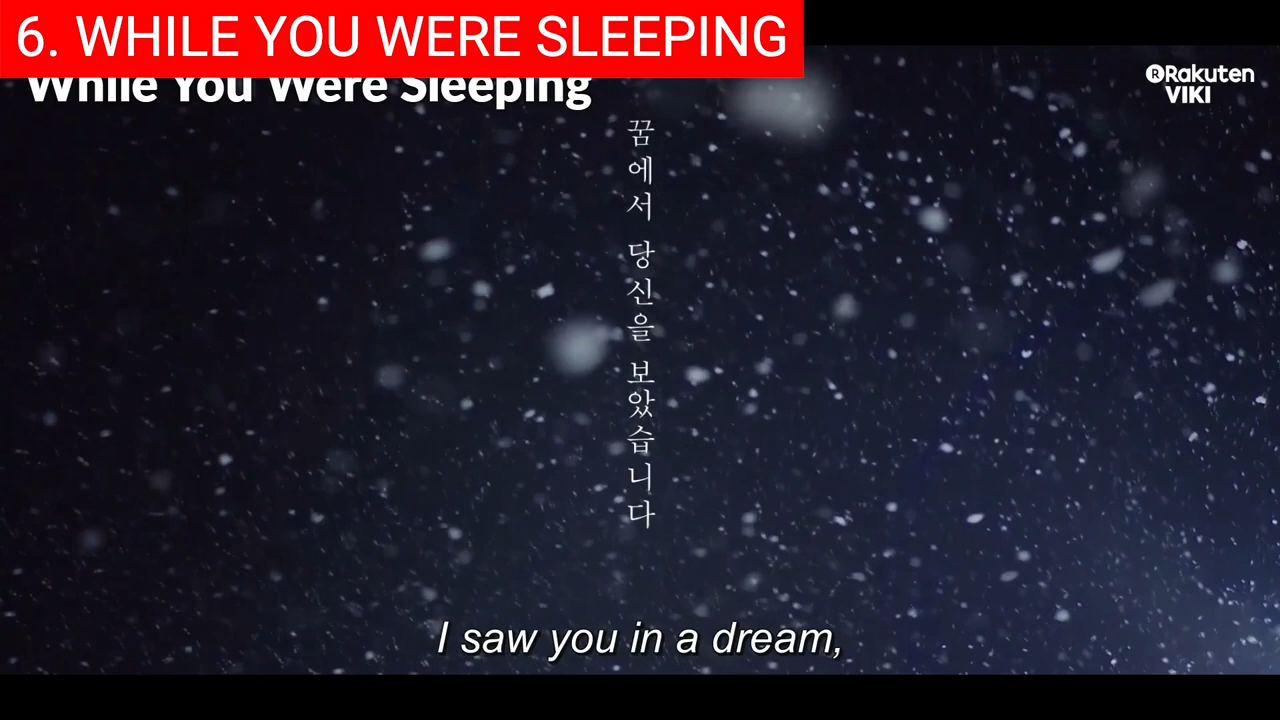 6. WHILE YOU WERE SLEEPING
While You Were Sleeping
Rakuten
VIKI
꿈에서 당신을 보았습니다
I saw you in a dream,